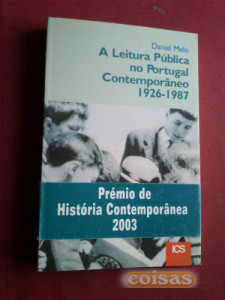 Daniel Melo
A Leitura Pública
no Portugal
Contemporâneo
1926-1987
Prémio de
História Contemporânea
2003
ICS
coisas